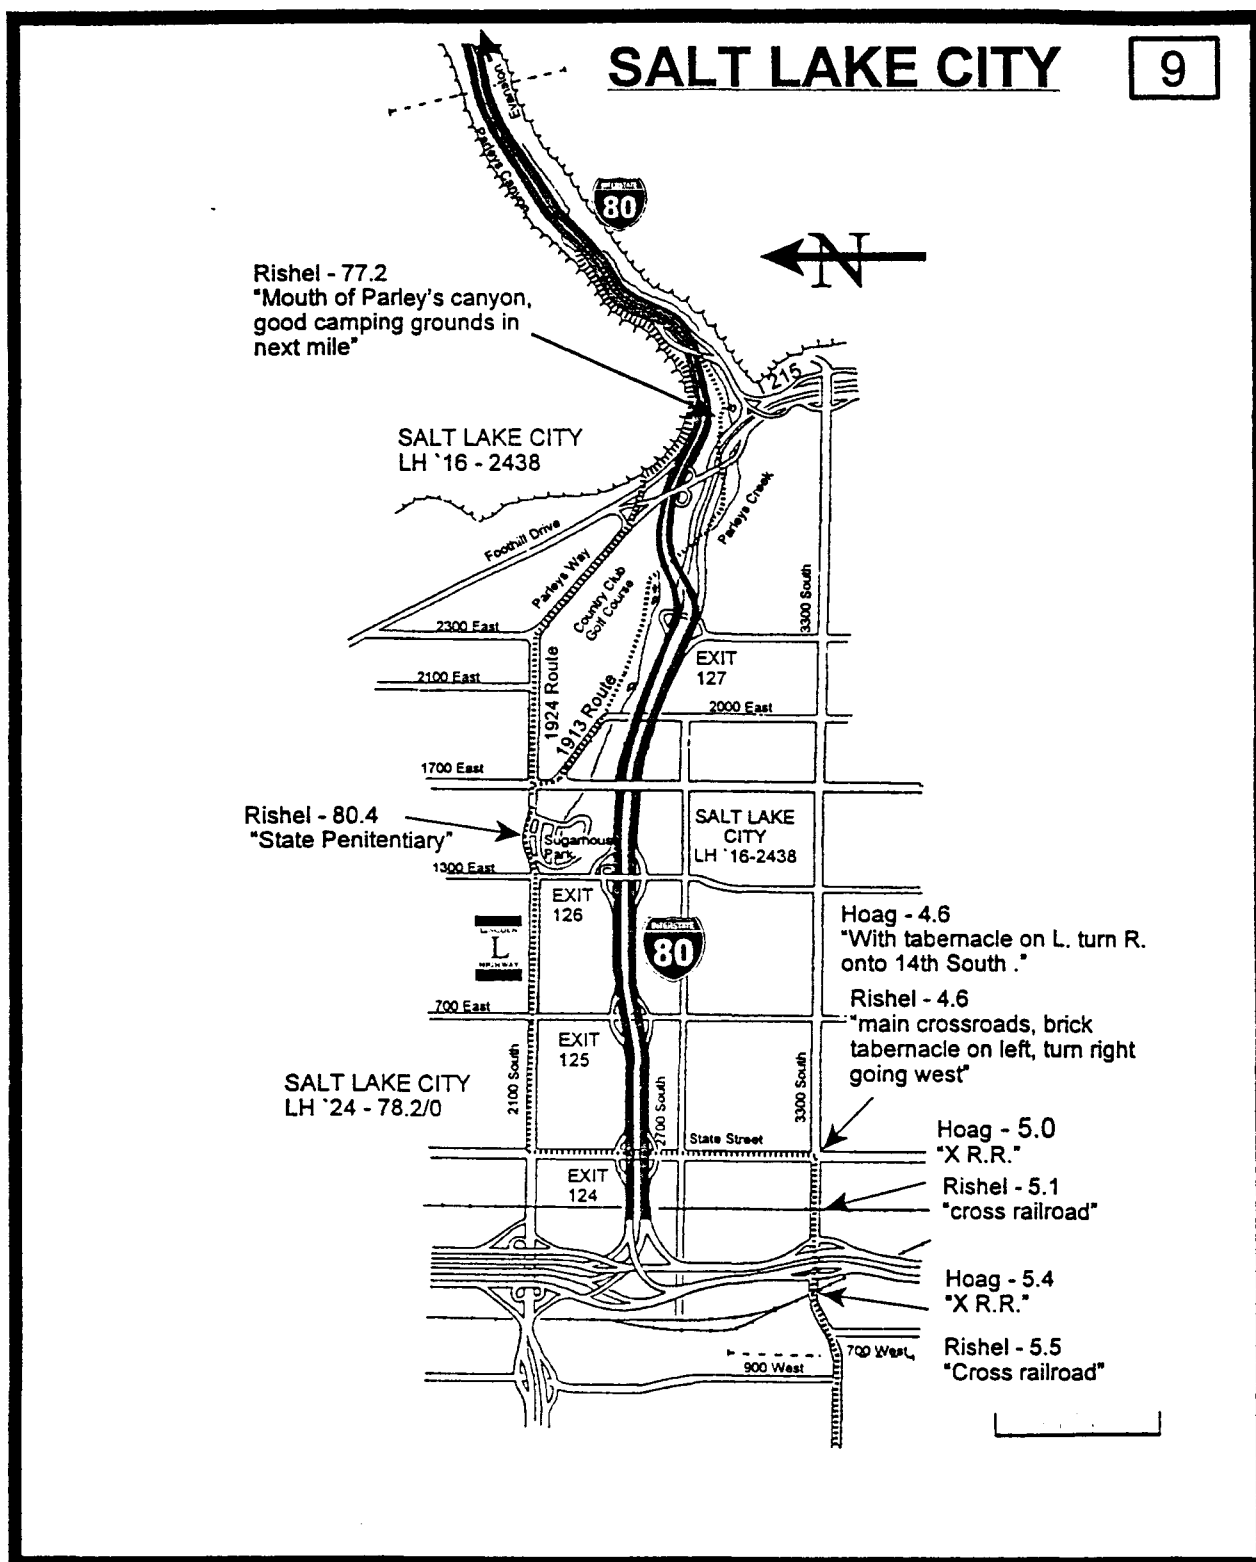 SALT LAKE CITY
9
Evanston
Parleys Canyon
INTERSTATE
80
N
Rishel - 77.2
"Mouth of Parley's canyon,
good camping grounds in
next mile"
215
SALT LAKE CITY
LH `16 - 2438
Foothill Drive
Parleys Creek
Parleys Way
Country Club
Golf Course
3300 South
2300 East
EXIT
127
2100 East
1924 Route
1913 Route
2000 East
1700 East
Rishel - 80.4
"State Penitentiary"
Sugarhouse
Park
SALT LAKE
CITY
LH `16-2438
1300 East
EXIT
126
LINCOLN
L
HIGHWAY
INTERSTATE
80
Hoag - 4.6
"With tabernacle on L. turn R.
onto 14th South ."
Rishel - 4.6
"main crossroads, brick
tabernacle on left, turn right
going west"
700 East
EXIT
125
2100 South
SALT LAKE CITY
LH `24 - 78.2/0
2700 South
3300 South
State Street
Hoag - 5.0
"X R.R."
EXIT
124
Rishel - 5.1
"cross railroad"
Hoag - 5.4
"X R.R."
700 West
900 West
Rishel - 5.5
"Cross railroad"